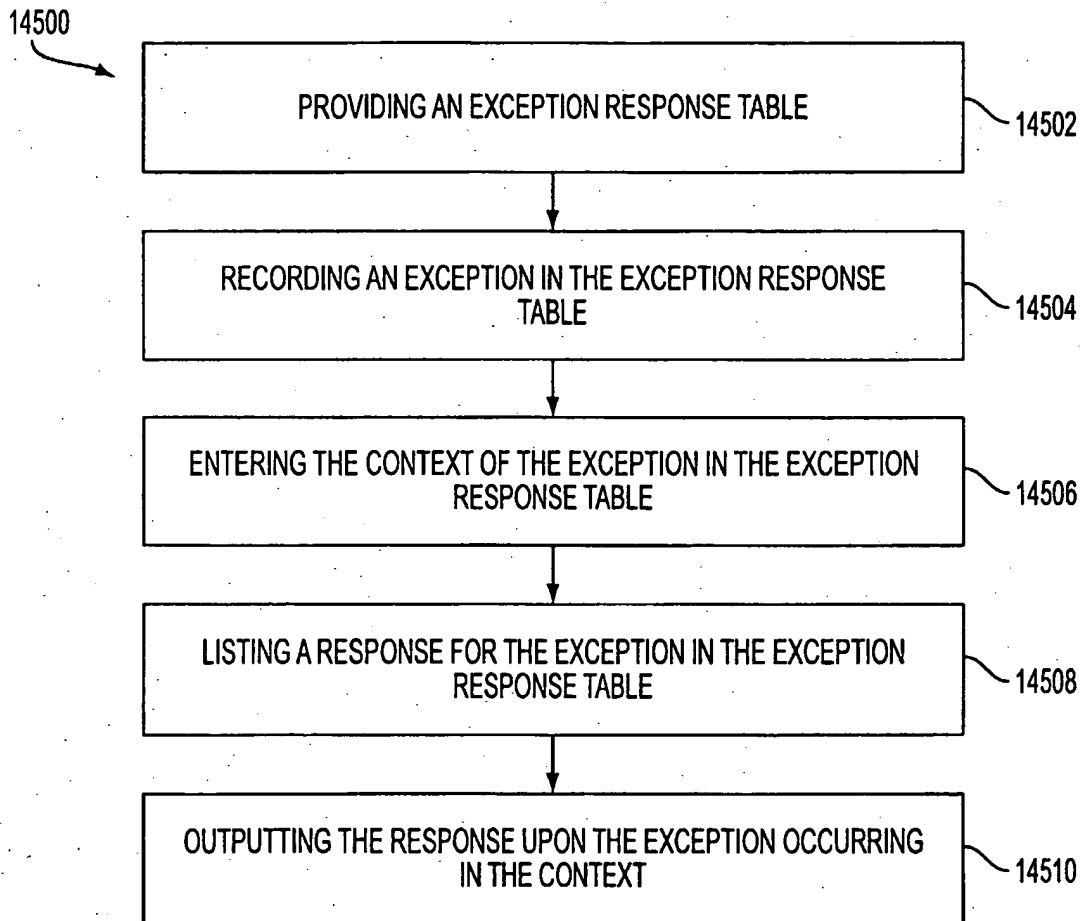 14500
PROVIDING AN EXCEPTION RESPONSE TABLE
14502
RECORDING AN EXCEPTION IN THE EXCEPTION RESPONSE
TABLE
14504
ENTERING THE CONTEXT OF THE EXCEPTION IN THE EXCEPTION
RESPONSE TABLE
14506
LISTING A RESPONSE FOR THE EXCEPTION IN THE EXCEPTION
RESPONSE TABLE
14508
OUTPUTTING THE RESPONSE UPON THE EXCEPTION OCCURRING
IN THE CONTEXT
14510